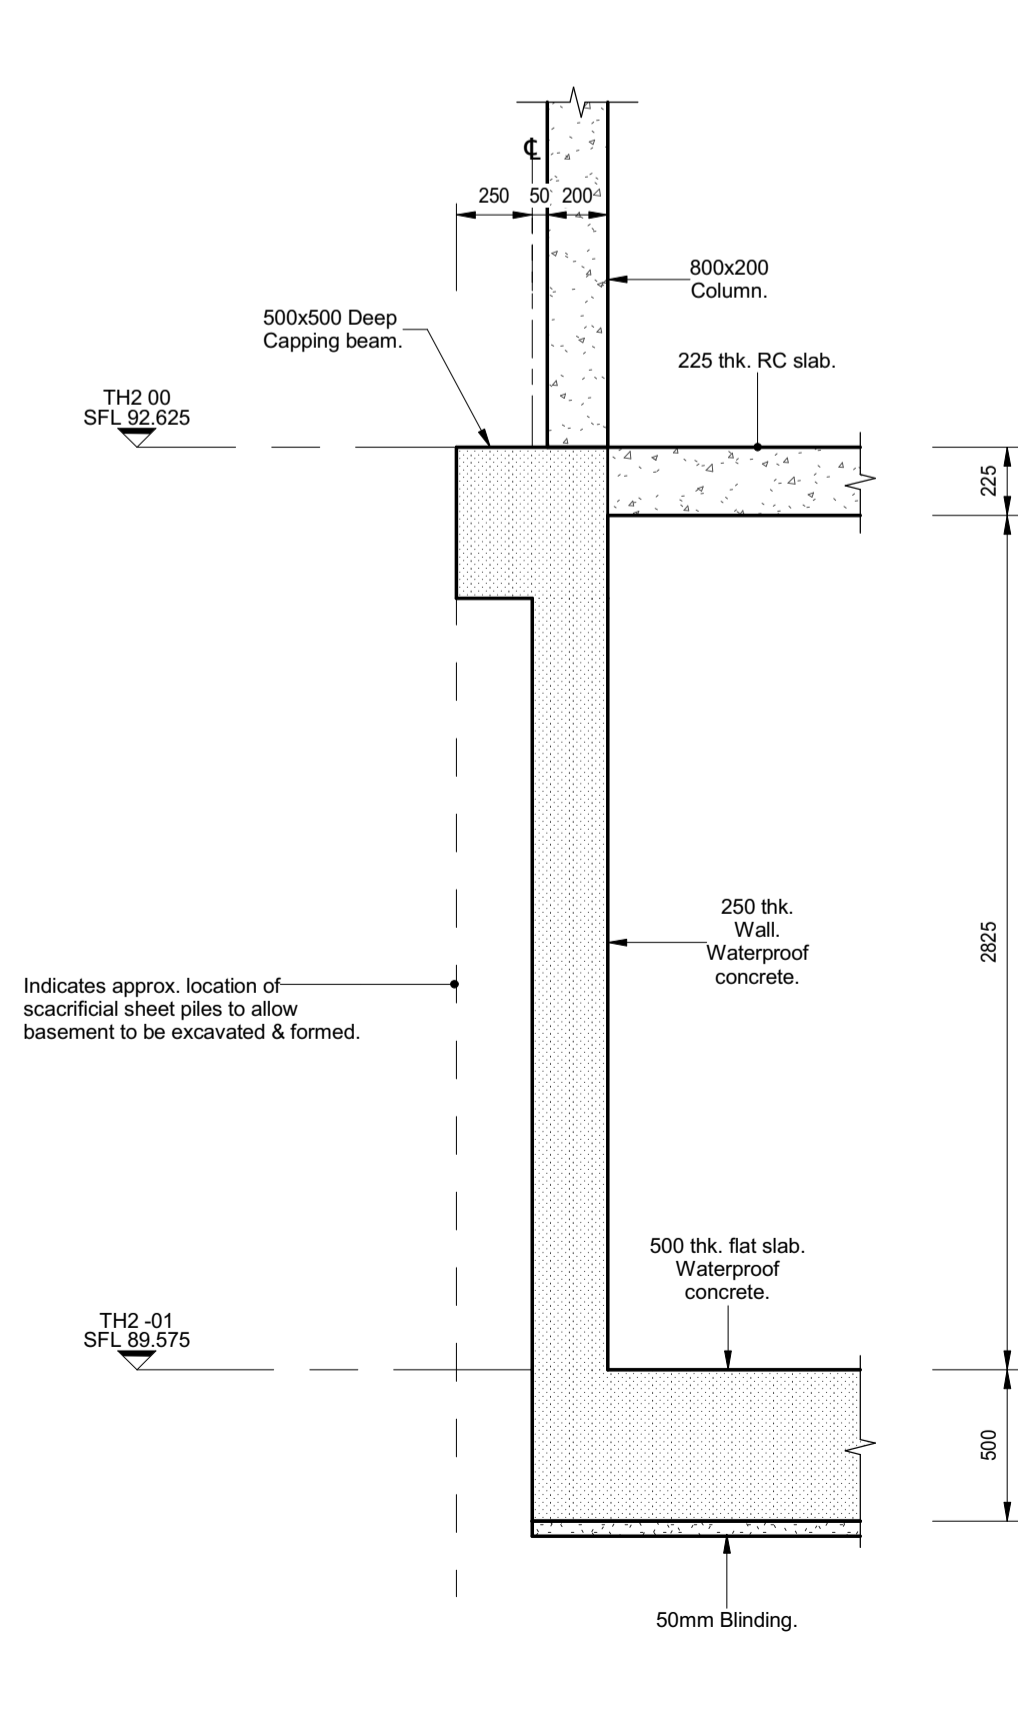 ℄
250 50 200
800x200
Column.
500x500 Deep
Capping beam.
225 thk. RC slab.
TH2 00
SFL 92.625
225
250 thk.
Wall.
Waterproof
concrete.
2825
Indicates approx. location of
scacrificial sheet piles to allow
basement to be excavated & formed.
500 thk. flat slab.
Waterproof
concrete.
TH2 -01
SFL 89.575
500
50mm Blinding.